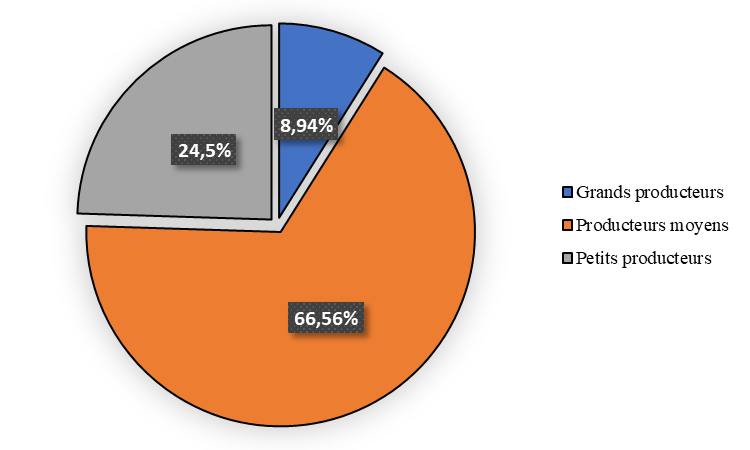 8,94%
24,5%
66,56%
Grands producteurs
Producteurs moyens
Petits producteurs